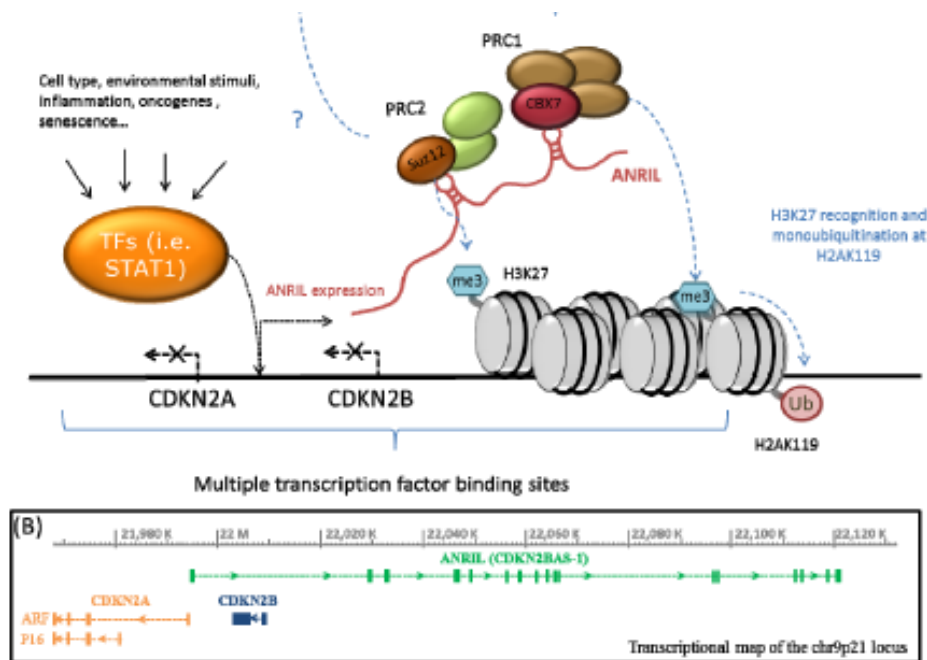 PRC1
Cell type, environmental stimuli,
inflammation, oncogenes ,
senescence...
PRC2
CBX7
?
Suz12
ANRIL
TFs (i.e.
STAT1)
H3K27 recognition and
monoubiquitination at
H2AK119
ANRIL expression
me3
H3K27
me3
CDKN2A
CDKN2B
Ub
H2AK119
Multiple transcription factor binding sites
(B)
21,980 K
22 M
22,020 K
22,040 K
22,060 K
22,080 K
22,100 K
22,120 K
ANRIL (CDKN2BAS-1)
CDKN2A
CDKN2B
ARF
P16
Transcriptional map of the chr9p21 locus